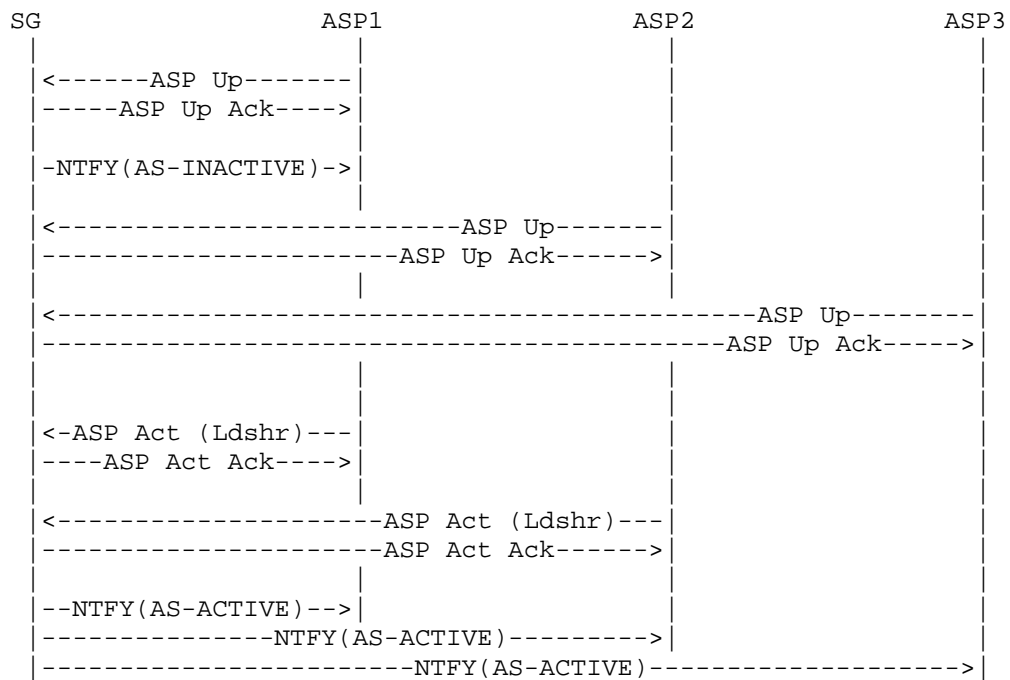 SG ASP1 ASP2 ASP3
<------ASP Up-------
-----ASP Up Ack---->
-NTFY(AS-INACTIVE)->
<--------------------------ASP Up-------
-----------------------ASP Up Ack------>
<---------------------------------------------ASP Up--------
--------------------------------------------ASP Up Ack----->
<-ASP Act (Ldshr)---
----ASP Act Ack---->
<---------------------ASP Act (Ldshr)---
----------------------ASP Act Ack------>
--NTFY(AS-ACTIVE)-->
---------------NTFY(AS-ACTIVE)--------->
------------------------NTFY(AS-ACTIVE)-------------------->